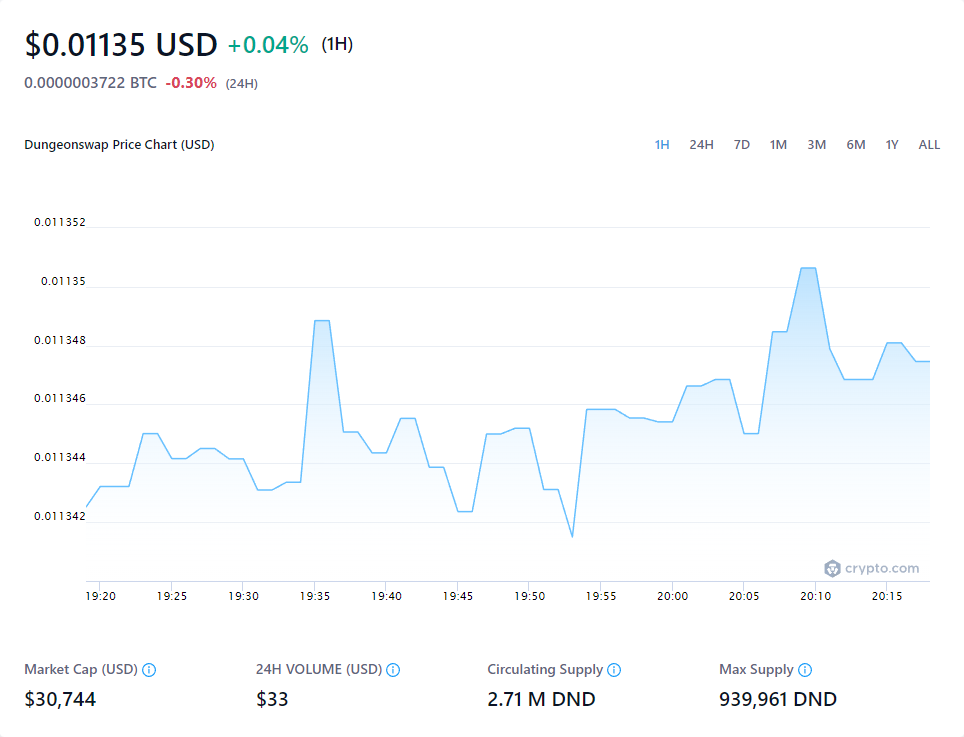 $0.01135 USD +0.04% (1H)
0.0000003722 BTC -0.30% (24H)
Dungeonswap Price Chart (USD) 1H 24H 7D 1M 3M 6M 1Y ALL
0.011352
0.01135
0.011348
0.011346
0.011344
0.011342
crypto.com
19:20 19:25 19:30 19:35 19:40 19:45 19:50 19:55 20:00 20:05 20:10 20:15
Market Cap (USD) 24H VOLUME (USD) Circulating Supply Max Supply
$30,744 $33 2.71 M DND 939,961 DND